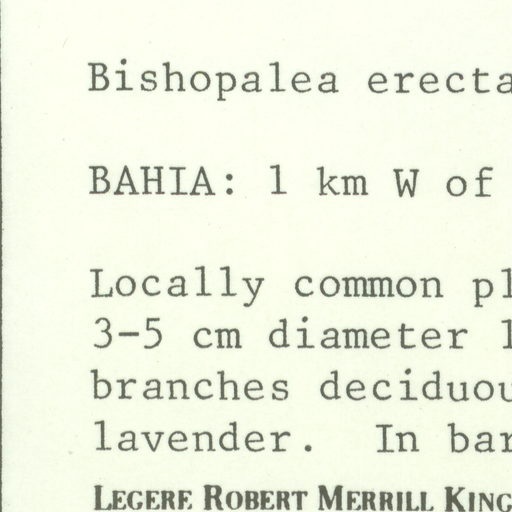 Bishopalea erecta
BAHIA: 1 km W of
Locally common pl
3-5 cm diameter l
branches deciduou
lavender.  In bar
LEGERE ROBERT MERRILL KING